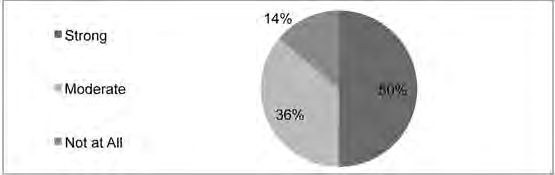 Strong
Moderate
Not at All
14%
36%
50%